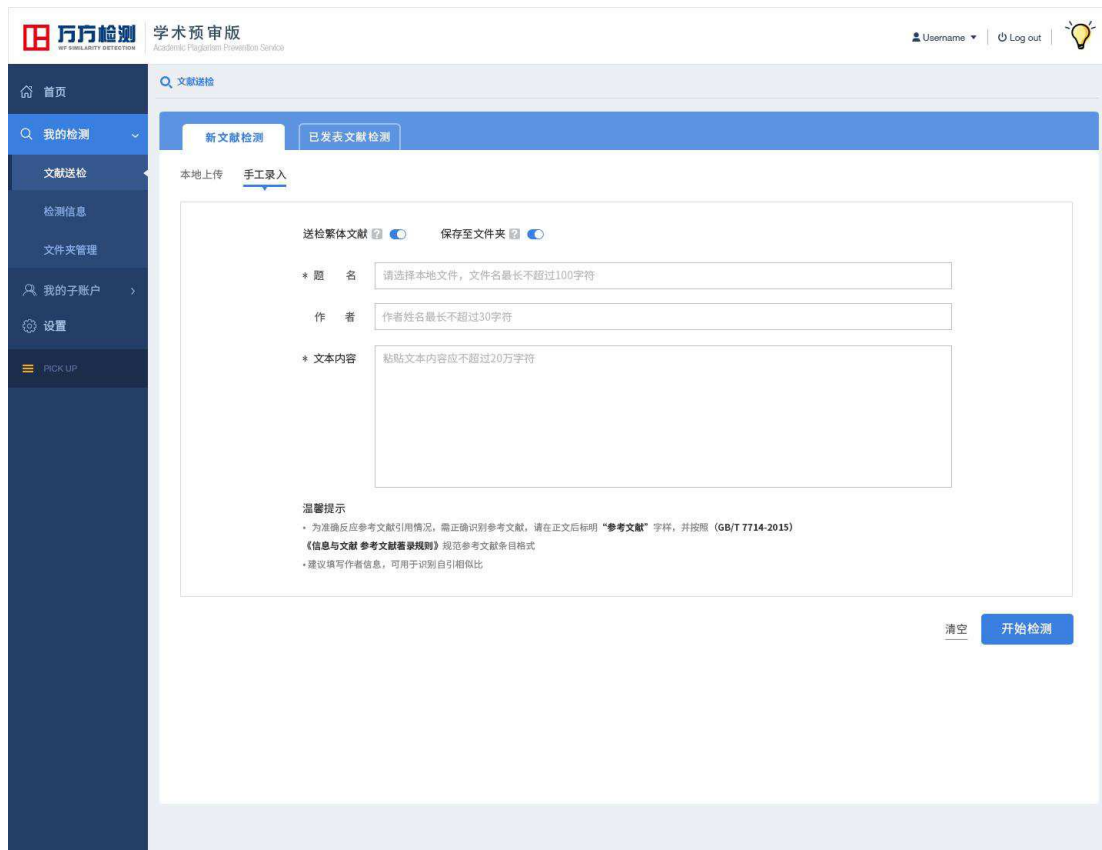 万方检测 学术预审版
WF SIMILARITY DETECTION Academic Plagiarism Prevention Service
Username Log out
首页
我的检测
文献送检
检测信息
文件夹管理
我的子账户
设置
PICK UP
文献送检
新文献检测 已发表文献检测
本地上传 手工录入
送检繁体文献 ? 保存至文件夹 ?
* 题 名 请选择本地文件，文件名最长不超过100字符
作 者 作者姓名最长不超过30字符
* 文本内容 粘贴文本内容应不超过20万字符
温馨提示
• 为准确反应参考文献引用情况，需正确识别参考文献，请在正文后标明“参考文献”字样，并按照（GB/T 7714-2015）
《信息与文献 参考文献著录规则》规范参考文献条目格式
• 建议填写作者信息，可用于识别自引相似比
清空 开始检测